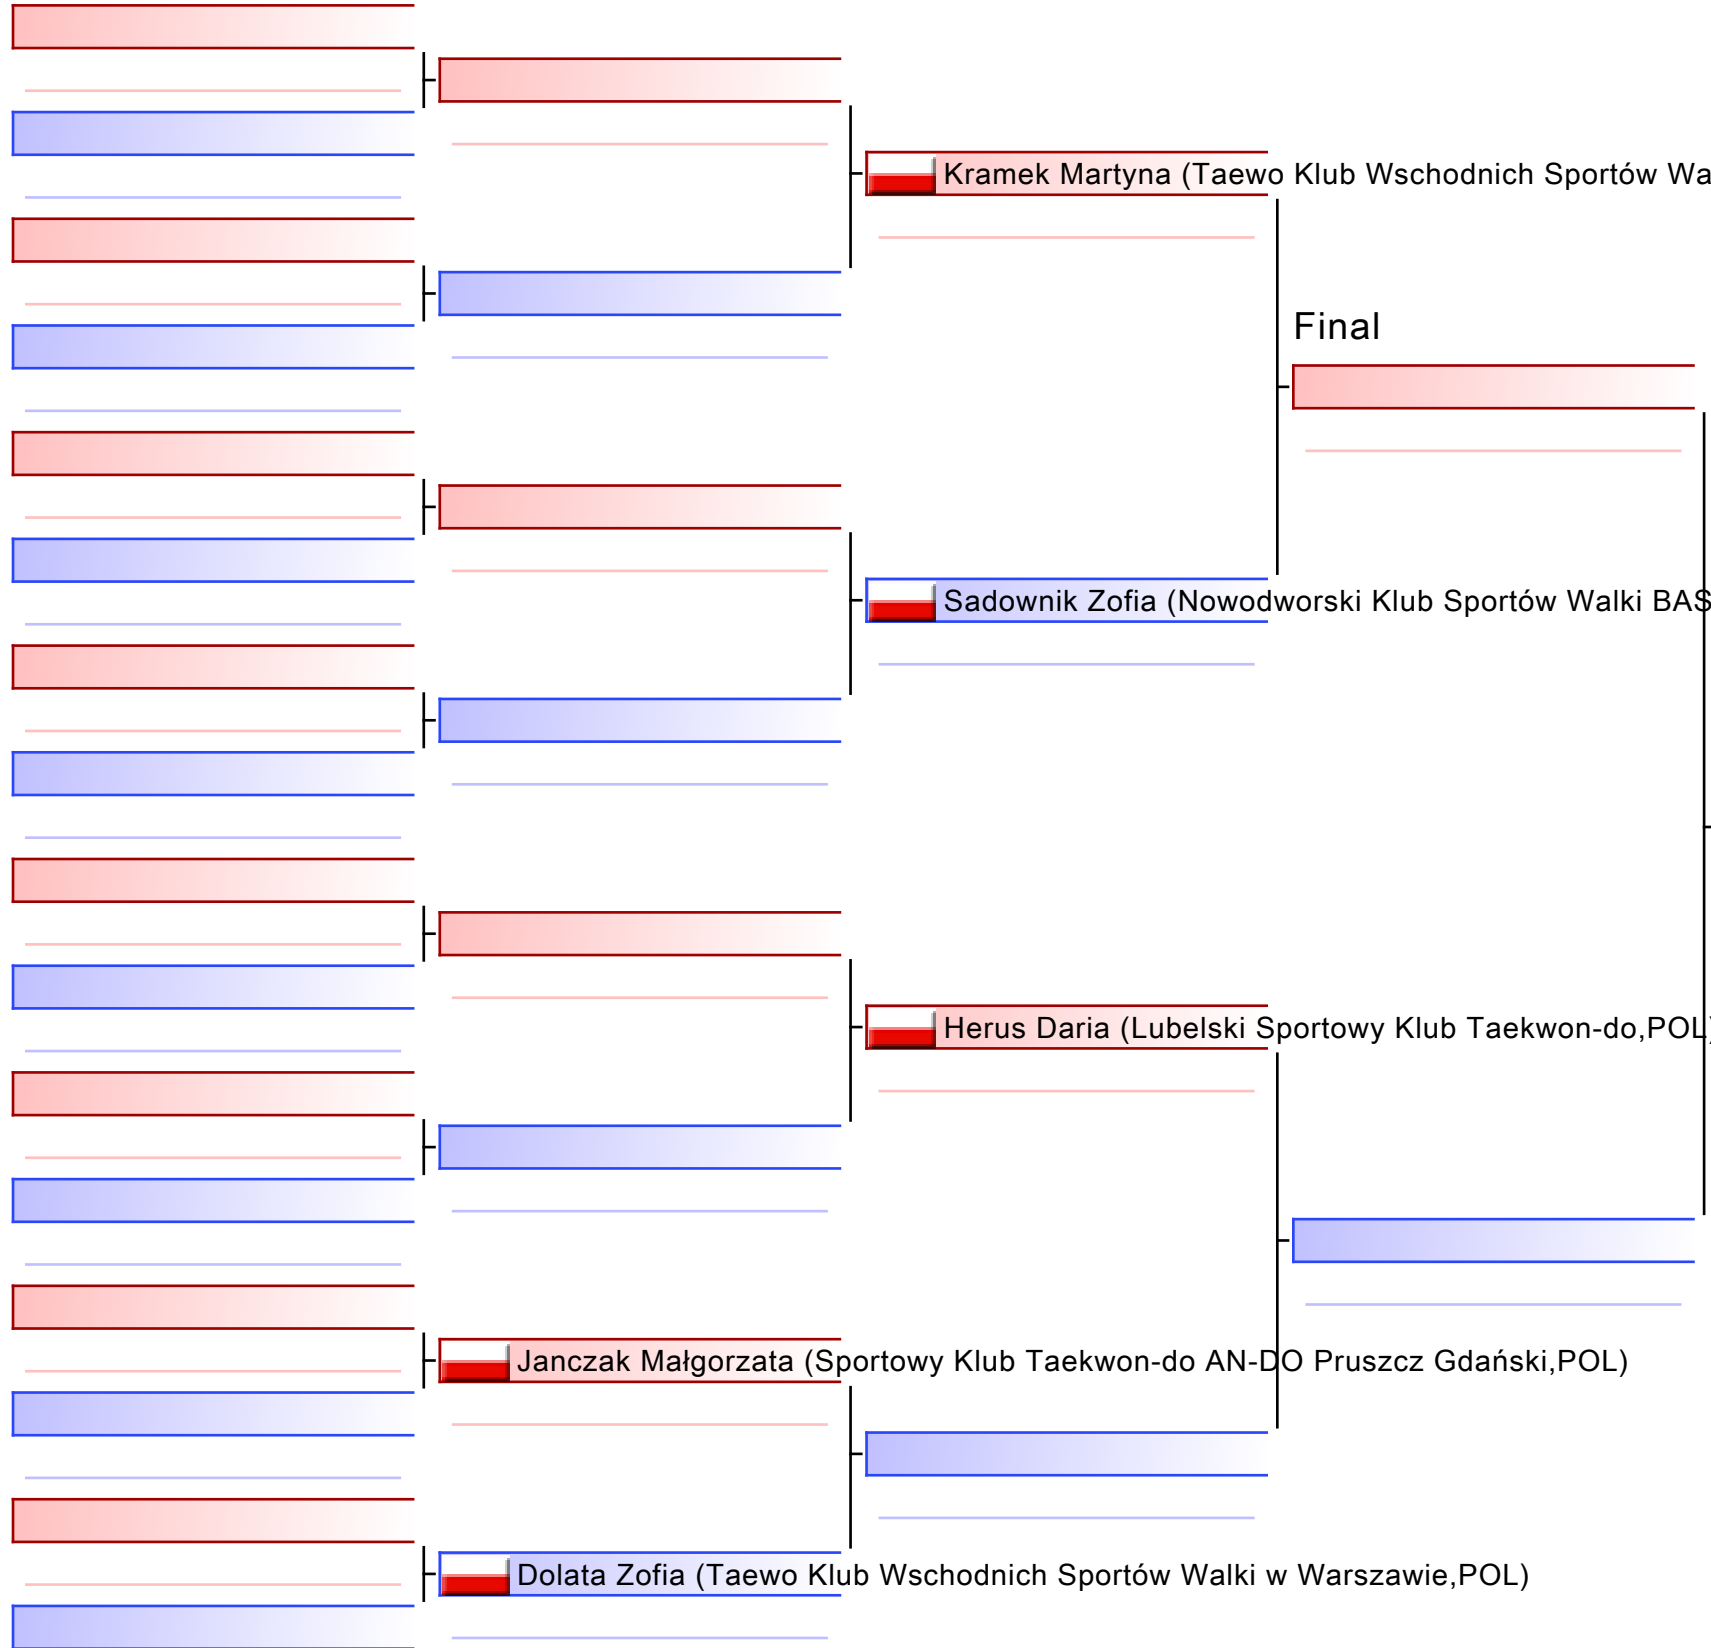 Kramek Martyna (Taewo Klub Wschodnich Sportów Wa
Final
Sadownik Zofia (Nowodworski Klub Sportów Walki BAS
Herus Daria (Lubelski Sportowy Klub Taekwon-do,POL)
Janczak Małgorzata (Sportowy Klub Taekwon-do AN-DO Pruszcz Gdański,POL)
Dolata Zofia (Taewo Klub Wschodnich Sportów Walki w Warszawie,POL)